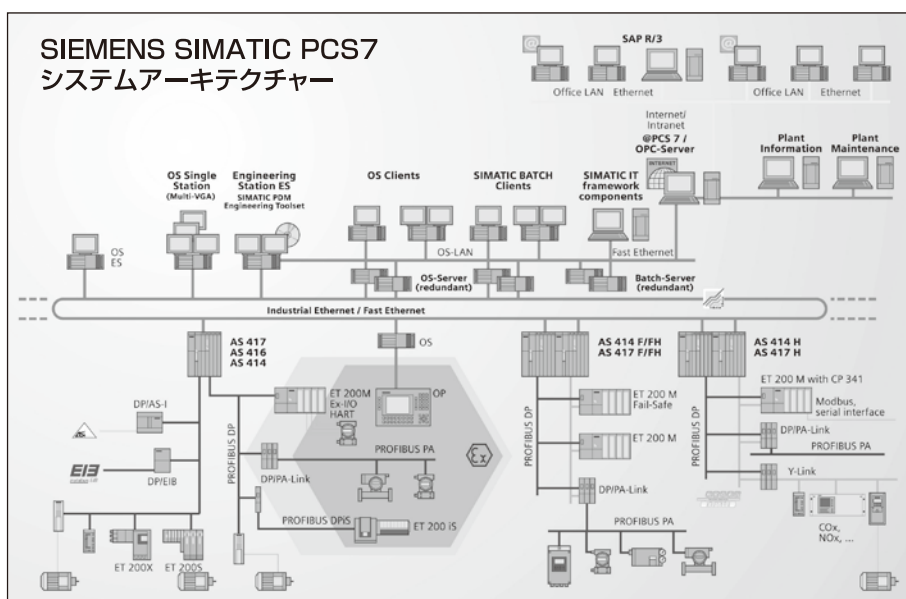 SIEMENS SIMATIC PCS7
システムアーキテクチャー
SAP R/3
Office LAN Ethernet
Office LAN Ethernet
Internet/
Intranet
@PCS 7 /
OPC-Server
INTERNET
Plant
Information
Plant
Maintenance
OS Single
Station
(Multi-VGA)
Engineering
Station ES
SIMATIC PDM
Engineering Toolset
OS Clients
SIMATIC BATCH
Clients
SIMATIC IT
framework
components
OS
ES
OS-LAN
Fast Ethernet
OS-Server
(redundant)
Batch-Server
(redundant)
Industrial Ethernet / Fast Ethernet
AS 417
AS 416
AS 414
OS
AS 414 F/FH
AS 417 F/FH
AS 414 H
AS 417 H
DP/AS-I
EIB
DP/EIB
ET 200X
ET 200S
PROFIBUS DP
ET 200M
Ex-I/O
HART
OP
PROFIBUS PA
DP/PA-Link
PROFIBUS DPiS
ET 200 iS
Ex
PROFIBUS DP
ET 200 M
Fail-Safe
ET 200 M
DP/PA-Link
PROFIBUS PA
PROFIBUS DP
ET 200 M with CP 341
Modbus,
serial interface
DP/PA-Link
PROFIBUS PA
Y-Link
COx,
NOx, ...